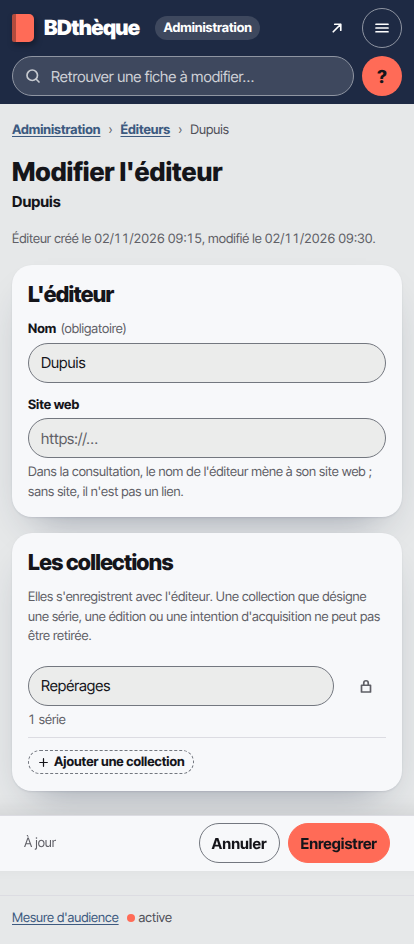 BDthèque Administration
Retrouver une fiche à modifier... ?
Administration › Éditeurs › Dupuis
Modifier l'éditeur
Dupuis
Éditeur créé le 02/11/2026 09:15, modifié le 02/11/2026 09:30.
L'éditeur
Nom (obligatoire)
Dupuis
Site web
https://...
Dans la consultation, le nom de l'éditeur mène à son site web ;
sans site, il n'est pas un lien.
Les collections
Elles s'enregistrent avec l'éditeur. Une collection que désigne
une série, une édition ou une intention d'acquisition ne peut pas
être retirée.
Repérages
1 série
+ Ajouter une collection
À jour Annuler Enregistrer
Mesure d'audience active